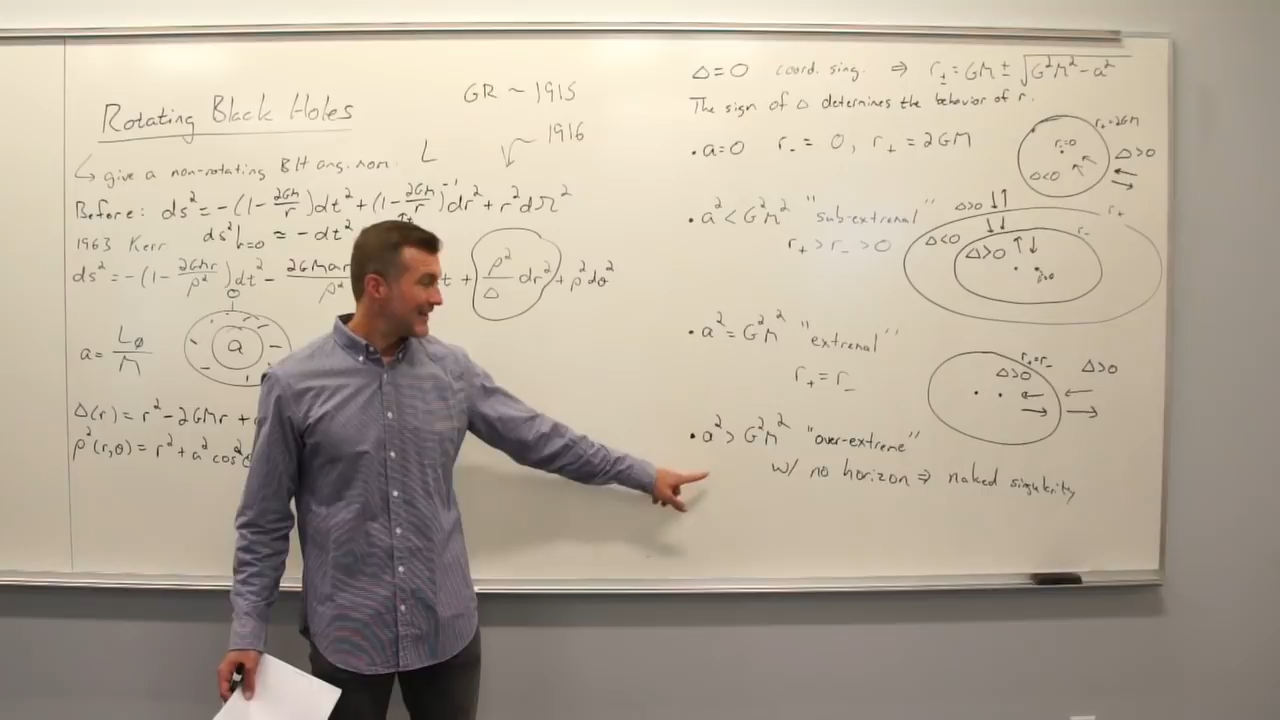 Rotating Black Holes
GR ~ 1915
1916
↳ give a non-rotating BH ang. mom. L
Before: ds² = -(1 - 2GM/r)dt² + (1 - 2GM/r)⁻¹dr² + r²dΩ²
1963 Kerr ds²|ᵣ₌₀ ≈ -dt²
ds² = -(1 - 2GMr/ρ²)dt² - 2GMar
ρ²
t + ρ²/Δ dr² + ρ²dθ²
a = L_ø/M
a
Δ(r) = r² - 2GMr +
ρ²(r,θ) = r² + a²cos²
Δ=0 coord. sing. ⇒ r± = GM ± √(G²M² - a²)
The sign of Δ determines the behavior of r.
• a=0 r₋ = 0, r₊ = 2GM
r₊=2GM
r₋=0
Δ<0
Δ>0
• a² < G²M² "sub-extremal"
r₊ > r₋ > 0
Δ>0
r₊
Δ<0
r₋
Δ>0
r=0
• a² = G²M² "extremal"
r₊ = r₋
r₊=r₋
Δ>0
Δ>0
• a² > G²M² "over-extreme"
w/ no horizon ⇒ naked singularity